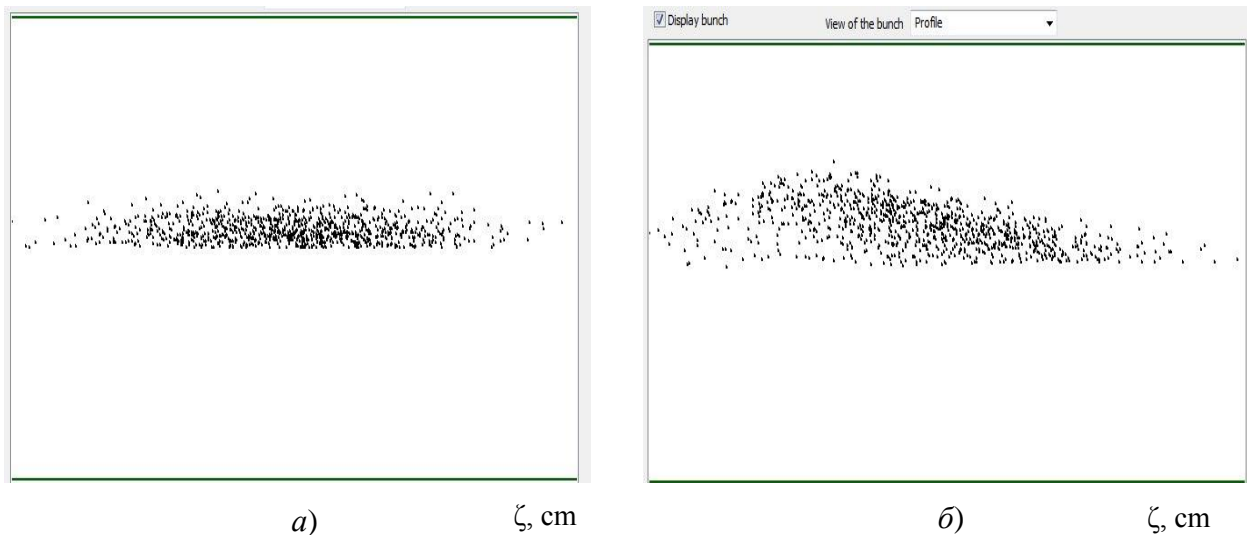 Display bunch View of the bunch Profile
а) ζ, cm
б) ζ, cm